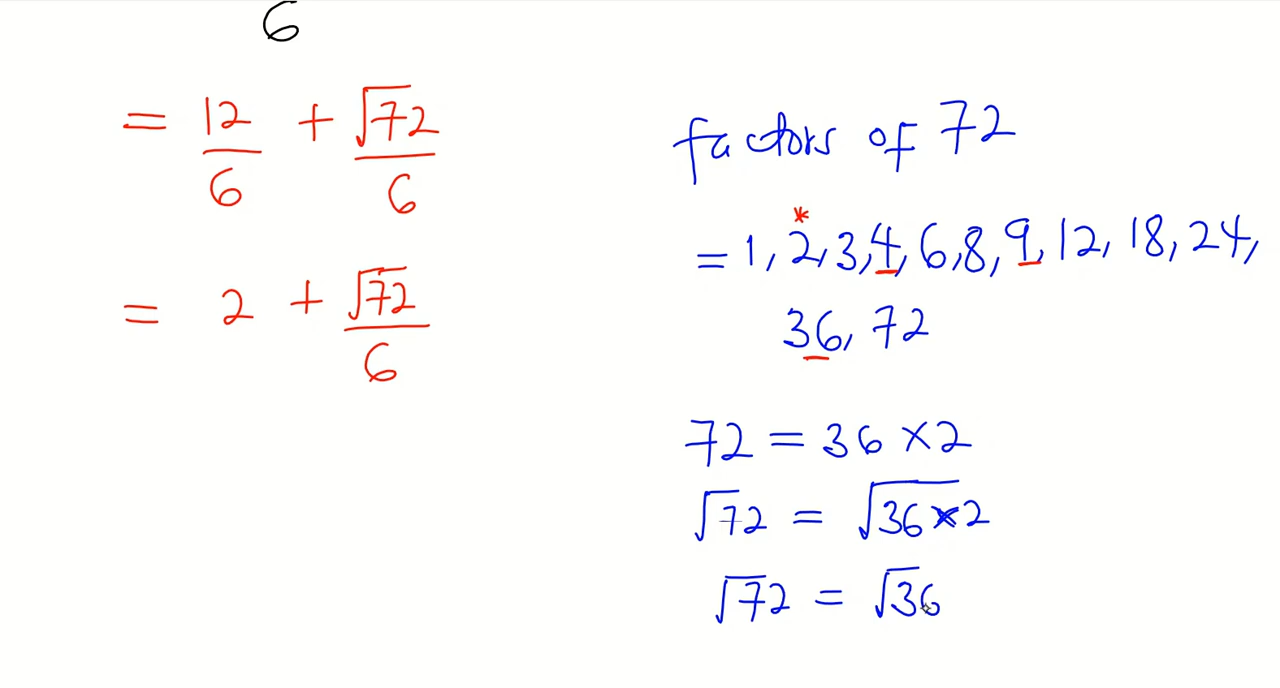 6
= 12/6 + √72/6
= 2 + √72/6
factors of 72
= 1, 2, 3, 4, 6, 8, 9, 12, 18, 24,
*
36, 72
72 = 36 × 2
√72 = √36×2
√72 = √36